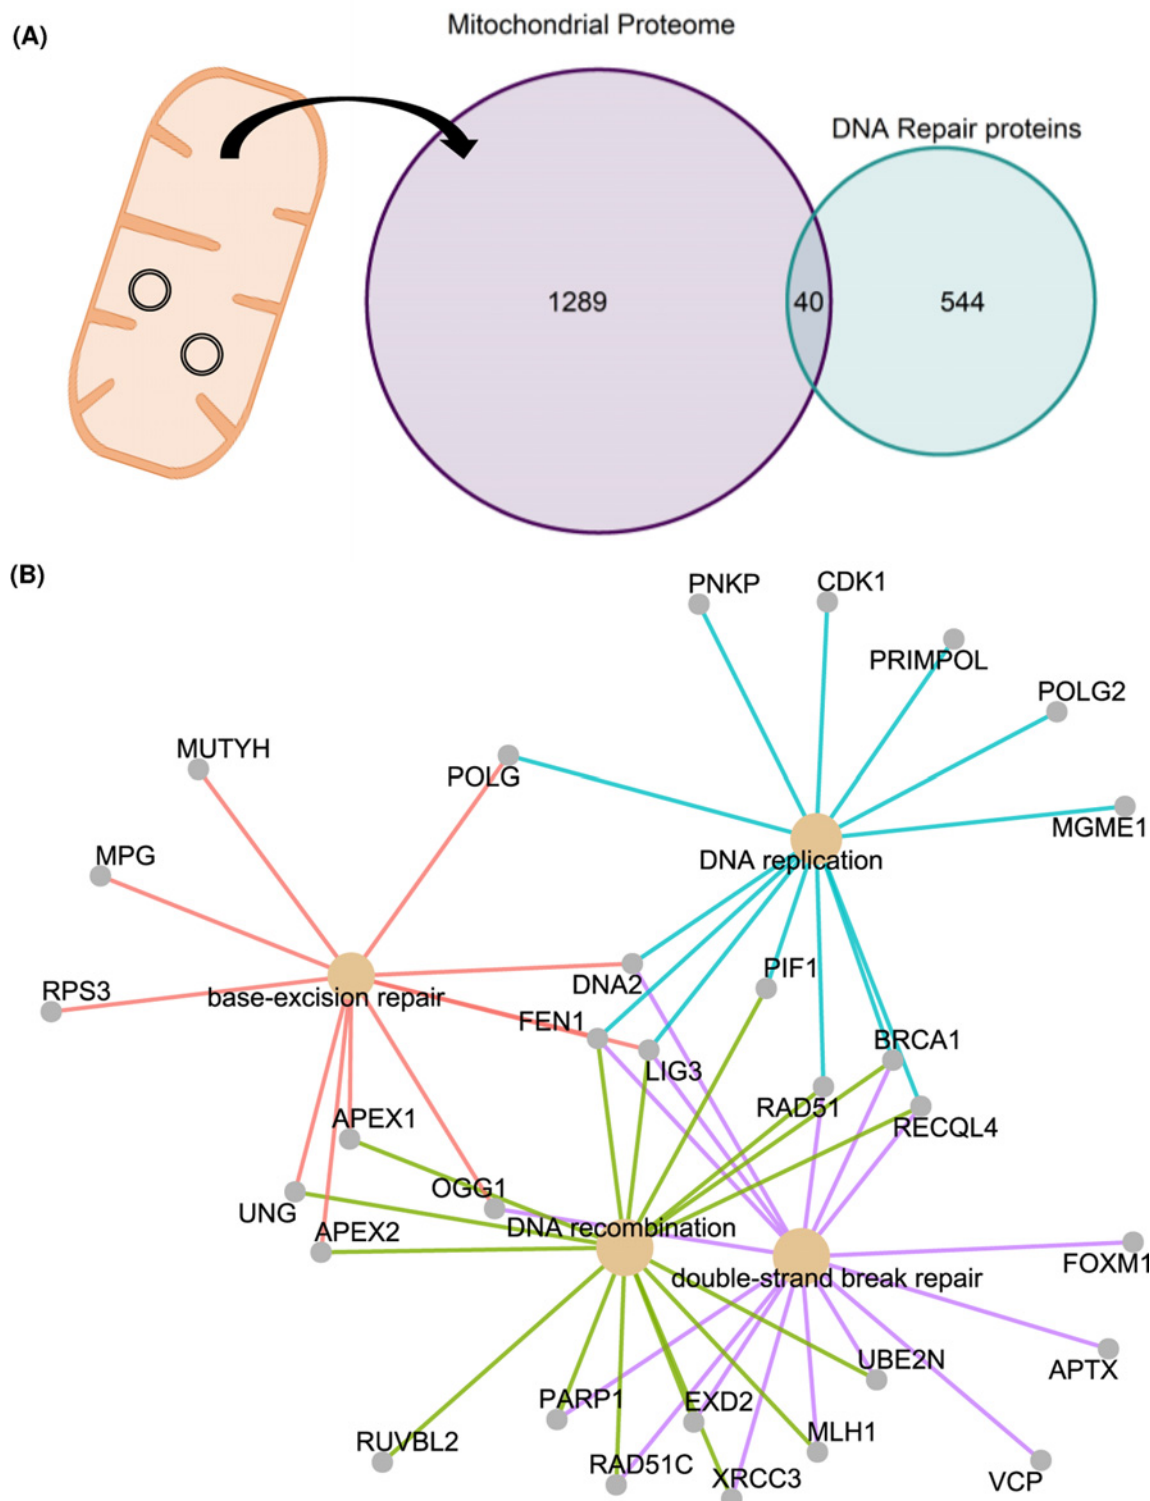 (A)
Mitochondrial Proteome
DNA Repair proteins
1289
40
544
(B)
PNKP
CDK1
PRIMPOL
POLG2
MUTYH
POLG
MGME1
MPG
DNA replication
PIF1
DNA2
RPS3
base-excision repair
FEN1
BRCA1
LIG3
RAD51
RECQL4
APEX1
OGG1
UNG
APEX2
DNA recombination
FOXM1
double-strand break repair
UBE2N
APTX
PARP1
EXD2
MLH1
RUVBL2
RAD51C
XRCC3
VCP